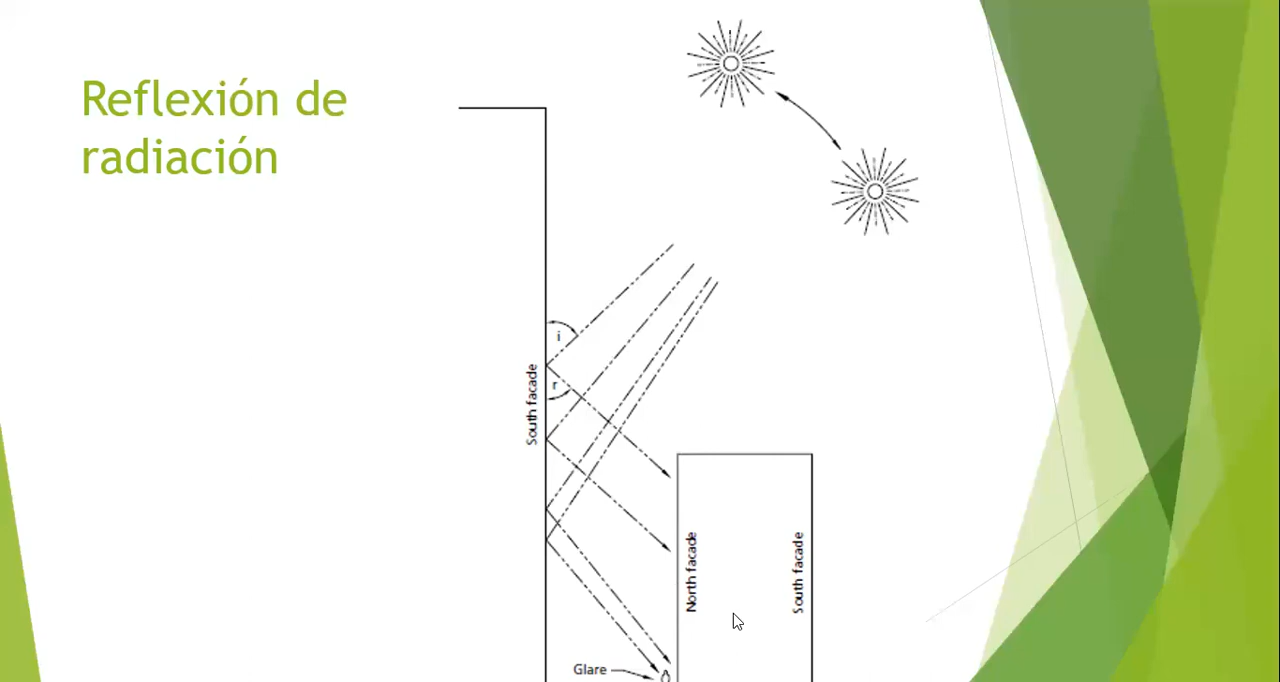 Reflexión de
radiación
i
r
South facade
North facade
South facade
Glare